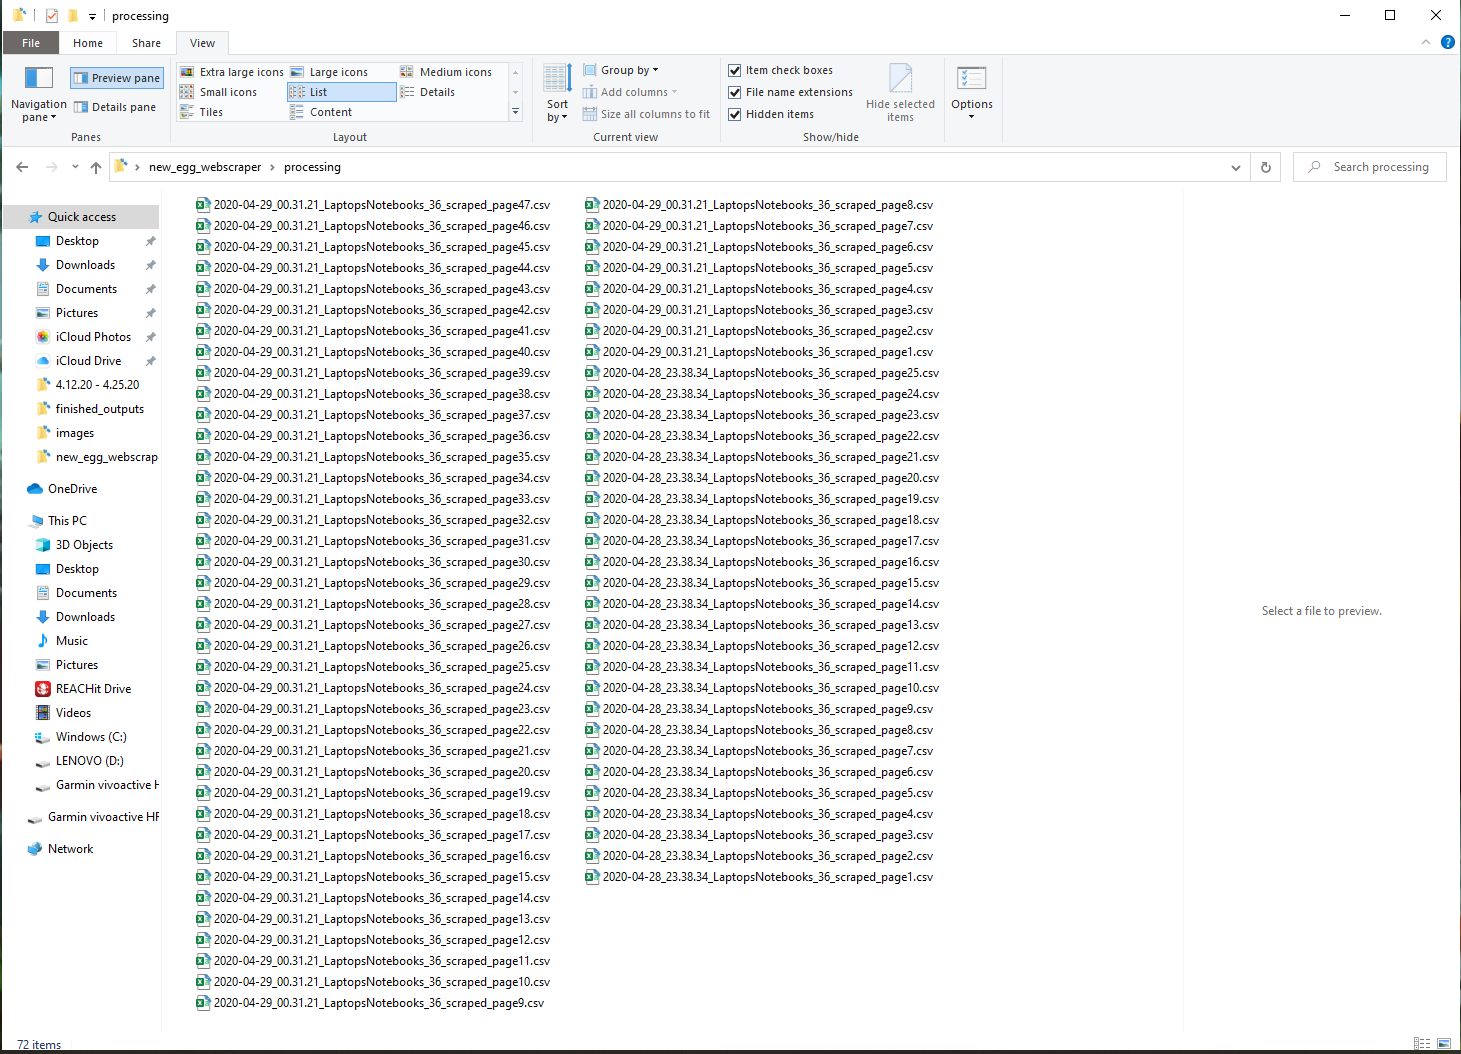 processing
File Home Share View
Navigation pane
Preview pane
Details pane
Panes
Extra large icons Large icons Medium icons
Small icons List Details
Tiles Content
Layout
Sort by
Group by
Add columns
Size all columns to fit
Current view
Item check boxes
File name extensions
Hidden items
Hide selected items
Show/hide
Options
new_egg_webscraper processing
Search processing
Quick access
Desktop
Downloads
Documents
Pictures
iCloud Photos
iCloud Drive
4.12.20 - 4.25.20
finished_outputs
images
new_egg_webscrap
OneDrive
This PC
3D Objects
Desktop
Documents
Downloads
Music
Pictures
REACHit Drive
Videos
Windows (C:)
LENOVO (D:)
Garmin vivoactive H
Garmin vivoactive HF
Network
2020-04-29_00.31.21_LaptopsNotebooks_36_scraped_page47.csv
2020-04-29_00.31.21_LaptopsNotebooks_36_scraped_page46.csv
2020-04-29_00.31.21_LaptopsNotebooks_36_scraped_page45.csv
2020-04-29_00.31.21_LaptopsNotebooks_36_scraped_page44.csv
2020-04-29_00.31.21_LaptopsNotebooks_36_scraped_page43.csv
2020-04-29_00.31.21_LaptopsNotebooks_36_scraped_page42.csv
2020-04-29_00.31.21_LaptopsNotebooks_36_scraped_page41.csv
2020-04-29_00.31.21_LaptopsNotebooks_36_scraped_page40.csv
2020-04-29_00.31.21_LaptopsNotebooks_36_scraped_page39.csv
2020-04-29_00.31.21_LaptopsNotebooks_36_scraped_page38.csv
2020-04-29_00.31.21_LaptopsNotebooks_36_scraped_page37.csv
2020-04-29_00.31.21_LaptopsNotebooks_36_scraped_page36.csv
2020-04-29_00.31.21_LaptopsNotebooks_36_scraped_page35.csv
2020-04-29_00.31.21_LaptopsNotebooks_36_scraped_page34.csv
2020-04-29_00.31.21_LaptopsNotebooks_36_scraped_page33.csv
2020-04-29_00.31.21_LaptopsNotebooks_36_scraped_page32.csv
2020-04-29_00.31.21_LaptopsNotebooks_36_scraped_page31.csv
2020-04-29_00.31.21_LaptopsNotebooks_36_scraped_page30.csv
2020-04-29_00.31.21_LaptopsNotebooks_36_scraped_page29.csv
2020-04-29_00.31.21_LaptopsNotebooks_36_scraped_page28.csv
2020-04-29_00.31.21_LaptopsNotebooks_36_scraped_page27.csv
2020-04-29_00.31.21_LaptopsNotebooks_36_scraped_page26.csv
2020-04-29_00.31.21_LaptopsNotebooks_36_scraped_page25.csv
2020-04-29_00.31.21_LaptopsNotebooks_36_scraped_page24.csv
2020-04-29_00.31.21_LaptopsNotebooks_36_scraped_page23.csv
2020-04-29_00.31.21_LaptopsNotebooks_36_scraped_page22.csv
2020-04-29_00.31.21_LaptopsNotebooks_36_scraped_page21.csv
2020-04-29_00.31.21_LaptopsNotebooks_36_scraped_page20.csv
2020-04-29_00.31.21_LaptopsNotebooks_36_scraped_page19.csv
2020-04-29_00.31.21_LaptopsNotebooks_36_scraped_page18.csv
2020-04-29_00.31.21_LaptopsNotebooks_36_scraped_page17.csv
2020-04-29_00.31.21_LaptopsNotebooks_36_scraped_page16.csv
2020-04-29_00.31.21_LaptopsNotebooks_36_scraped_page15.csv
2020-04-29_00.31.21_LaptopsNotebooks_36_scraped_page14.csv
2020-04-29_00.31.21_LaptopsNotebooks_36_scraped_page13.csv
2020-04-29_00.31.21_LaptopsNotebooks_36_scraped_page12.csv
2020-04-29_00.31.21_LaptopsNotebooks_36_scraped_page11.csv
2020-04-29_00.31.21_LaptopsNotebooks_36_scraped_page10.csv
2020-04-29_00.31.21_LaptopsNotebooks_36_scraped_page9.csv
2020-04-29_00.31.21_LaptopsNotebooks_36_scraped_page8.csv
2020-04-29_00.31.21_LaptopsNotebooks_36_scraped_page7.csv
2020-04-29_00.31.21_LaptopsNotebooks_36_scraped_page6.csv
2020-04-29_00.31.21_LaptopsNotebooks_36_scraped_page5.csv
2020-04-29_00.31.21_LaptopsNotebooks_36_scraped_page4.csv
2020-04-29_00.31.21_LaptopsNotebooks_36_scraped_page3.csv
2020-04-29_00.31.21_LaptopsNotebooks_36_scraped_page2.csv
2020-04-29_00.31.21_LaptopsNotebooks_36_scraped_page1.csv
2020-04-28_23.38.34_LaptopsNotebooks_36_scraped_page25.csv
2020-04-28_23.38.34_LaptopsNotebooks_36_scraped_page24.csv
2020-04-28_23.38.34_LaptopsNotebooks_36_scraped_page23.csv
2020-04-28_23.38.34_LaptopsNotebooks_36_scraped_page22.csv
2020-04-28_23.38.34_LaptopsNotebooks_36_scraped_page21.csv
2020-04-28_23.38.34_LaptopsNotebooks_36_scraped_page20.csv
2020-04-28_23.38.34_LaptopsNotebooks_36_scraped_page19.csv
2020-04-28_23.38.34_LaptopsNotebooks_36_scraped_page18.csv
2020-04-28_23.38.34_LaptopsNotebooks_36_scraped_page17.csv
2020-04-28_23.38.34_LaptopsNotebooks_36_scraped_page16.csv
2020-04-28_23.38.34_LaptopsNotebooks_36_scraped_page15.csv
2020-04-28_23.38.34_LaptopsNotebooks_36_scraped_page14.csv
2020-04-28_23.38.34_LaptopsNotebooks_36_scraped_page13.csv
2020-04-28_23.38.34_LaptopsNotebooks_36_scraped_page12.csv
2020-04-28_23.38.34_LaptopsNotebooks_36_scraped_page11.csv
2020-04-28_23.38.34_LaptopsNotebooks_36_scraped_page10.csv
2020-04-28_23.38.34_LaptopsNotebooks_36_scraped_page9.csv
2020-04-28_23.38.34_LaptopsNotebooks_36_scraped_page8.csv
2020-04-28_23.38.34_LaptopsNotebooks_36_scraped_page7.csv
2020-04-28_23.38.34_LaptopsNotebooks_36_scraped_page6.csv
2020-04-28_23.38.34_LaptopsNotebooks_36_scraped_page5.csv
2020-04-28_23.38.34_LaptopsNotebooks_36_scraped_page4.csv
2020-04-28_23.38.34_LaptopsNotebooks_36_scraped_page3.csv
2020-04-28_23.38.34_LaptopsNotebooks_36_scraped_page2.csv
2020-04-28_23.38.34_LaptopsNotebooks_36_scraped_page1.csv
Select a file to preview.
72 items